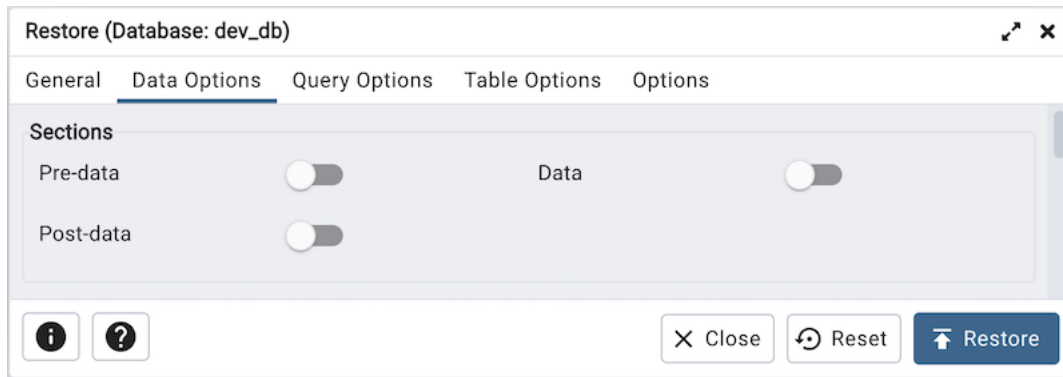 Restore (Database: dev_db)
General Data Options Query Options Table Options Options
Sections
Pre-data Data
Post-data
Close Reset Restore